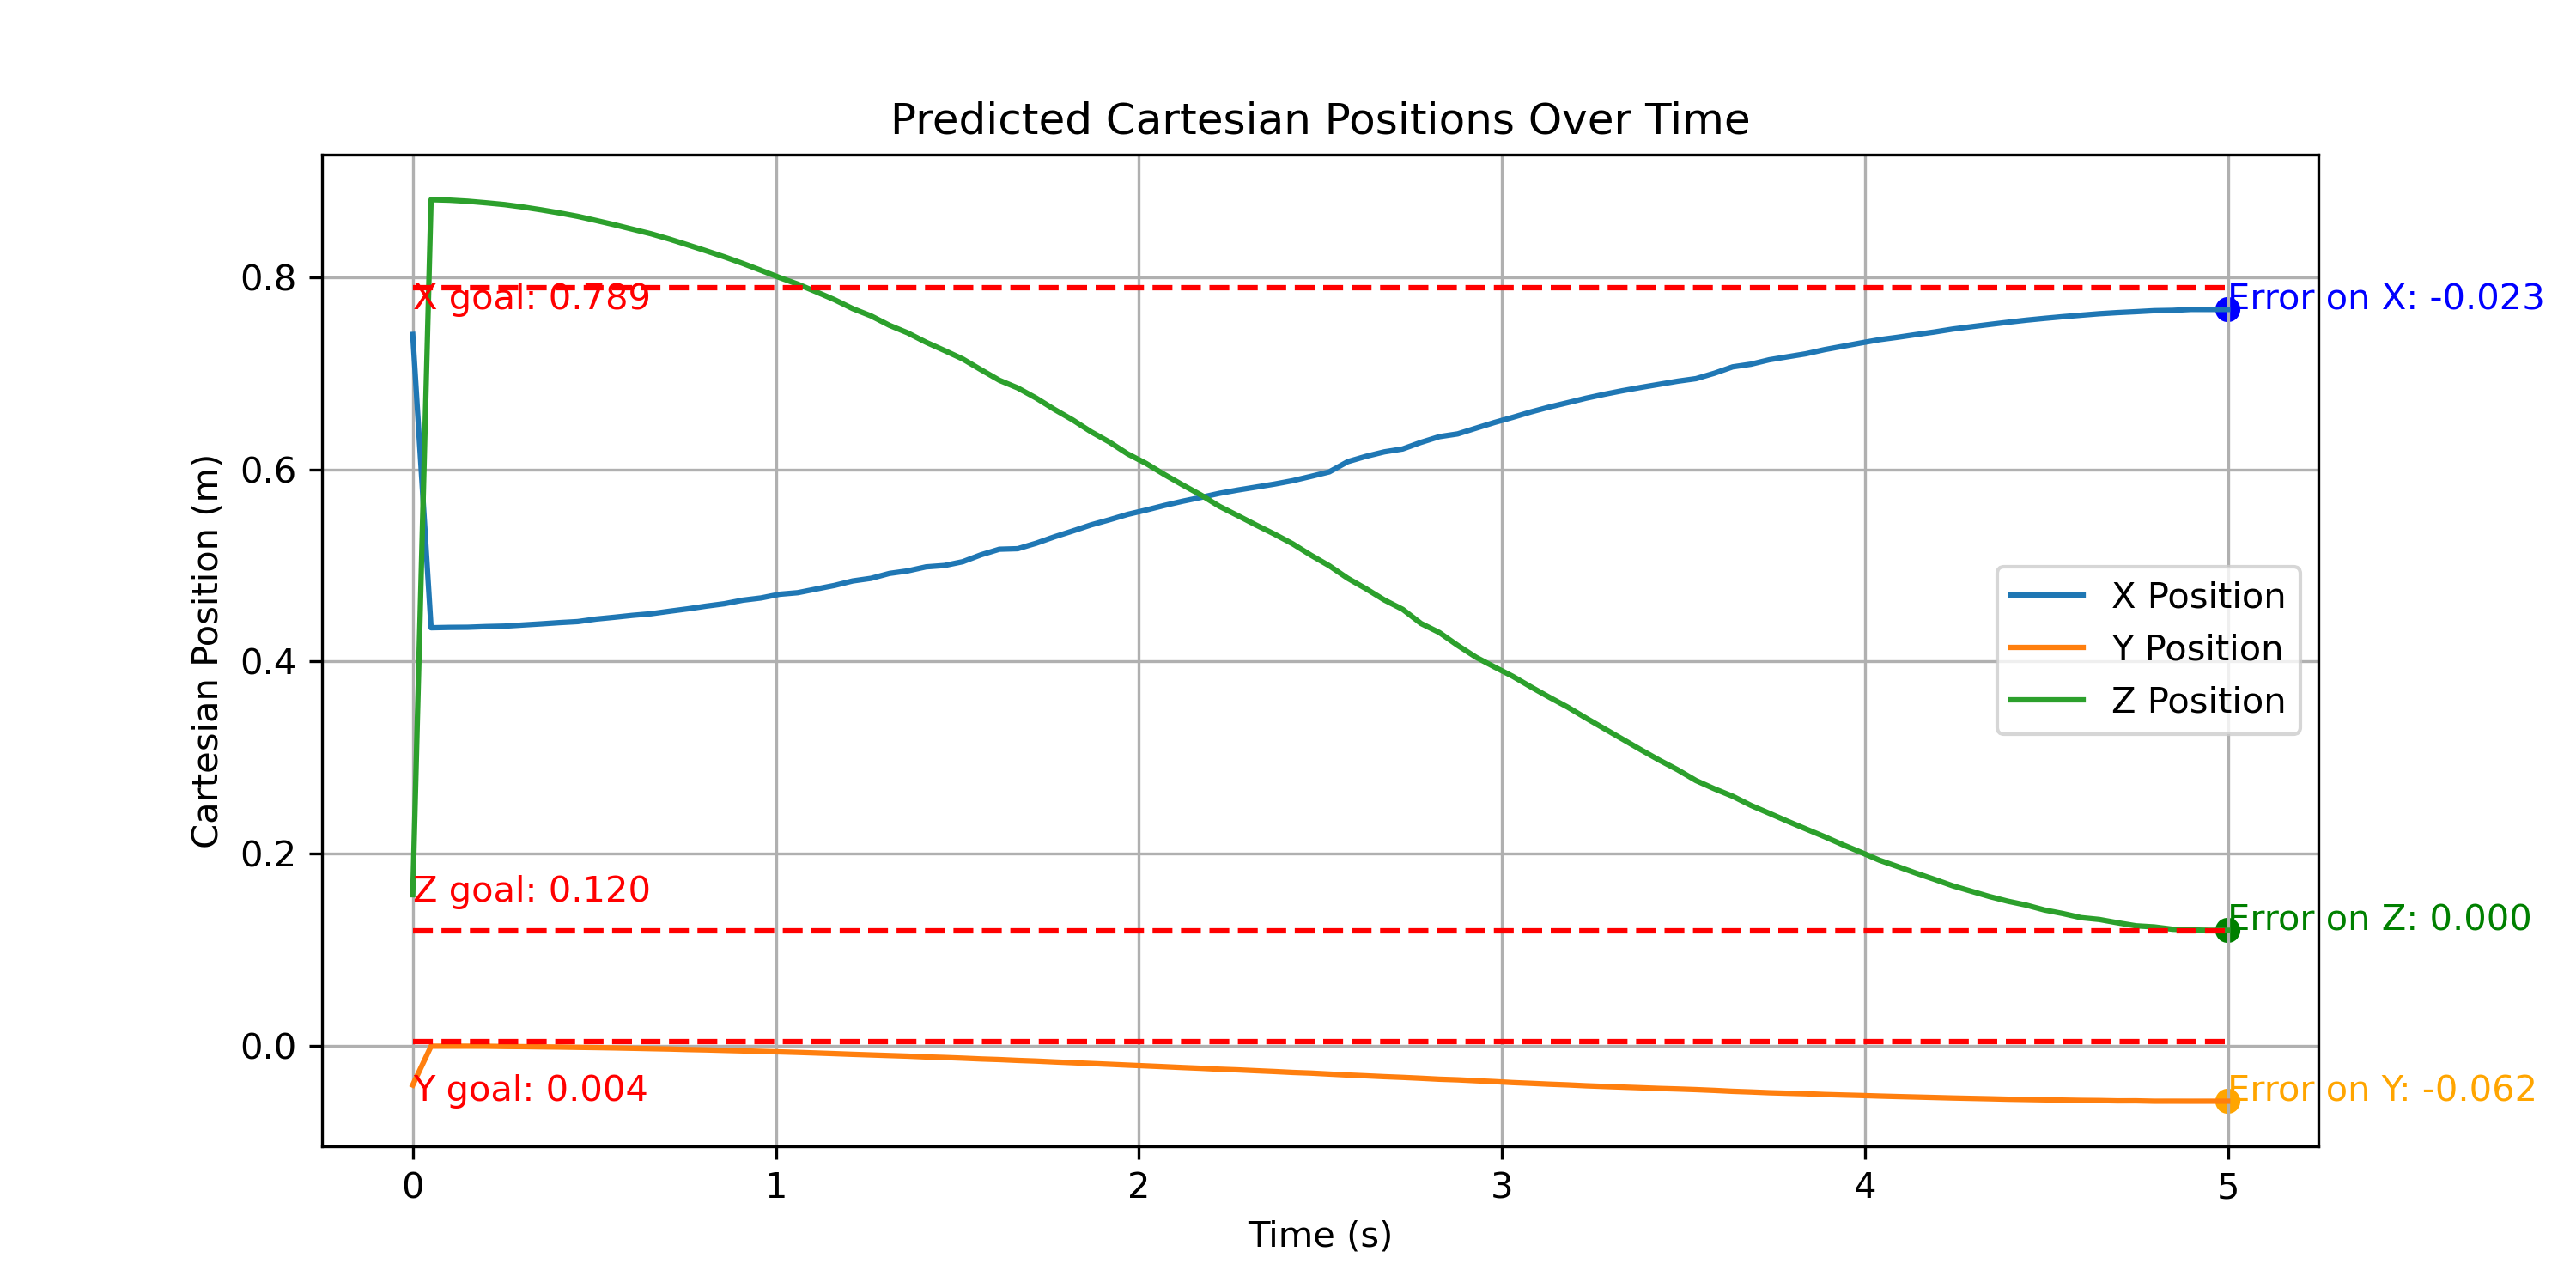 Predicted Cartesian Positions Over Time
Cartesian Position (m)
0.8
0.6
0.4
0.2
0.0
X goal: 0.789
Error on X: -0.023
X Position
Y Position
Z Position
Z goal: 0.120
Error on Z: 0.000
Y goal: 0.004
Error on Y: -0.062
0 1 2 3 4 5
Time (s)